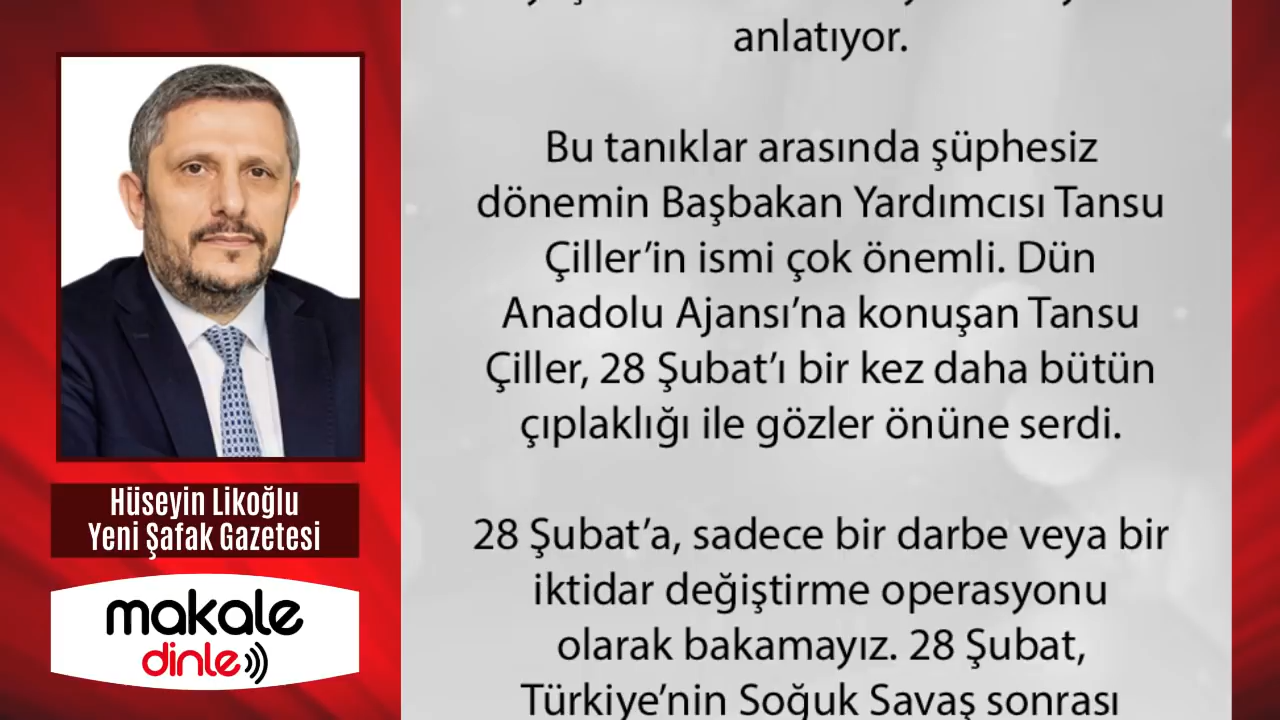 anlatıyor.
Bu tanıklar arasında şüphesiz
dönemin Başbakan Yardımcısı Tansu
Çiller’in ismi çok önemli. Dün
Anadolu Ajansı’na konuşan Tansu
Çiller, 28 Şubat’ı bir kez daha bütün
çıplaklığı ile gözler önüne serdi.
28 Şubat’a, sadece bir darbe veya bir
iktidar değiştirme operasyonu
olarak bakamayız. 28 Şubat,
Türkiye’nin Soğuk Savaş sonrası
Hüseyin Likoğlu
Yeni Şafak Gazetesi
makale
dinle